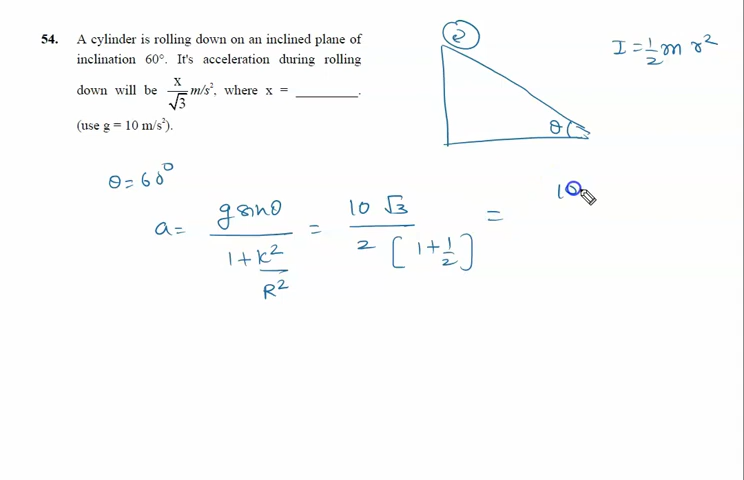 54. A cylinder is rolling down on an inclined plane of
inclination 60°. It's acceleration during rolling
down will be x/√3 m/s², where x = ________.
(use g = 10 m/s²).
I = 1/2 m r²
θ
θ = 60°
a = g sinθ / 1 + K²/R² = 10 √3 / 2 [1 + 1/2] = 10